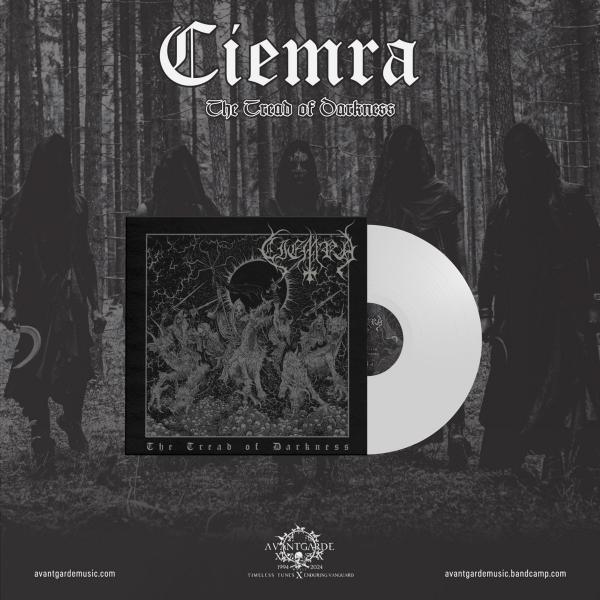 Ciemra
The Tread of Darkness
CIEMRA
The Tread of Darkness
AVANTGARDE
1994 2024
TIMELESS TUNES X ENDURING VANGUARD
avantgardemusic.com
avantgardemusic.bandcamp.com